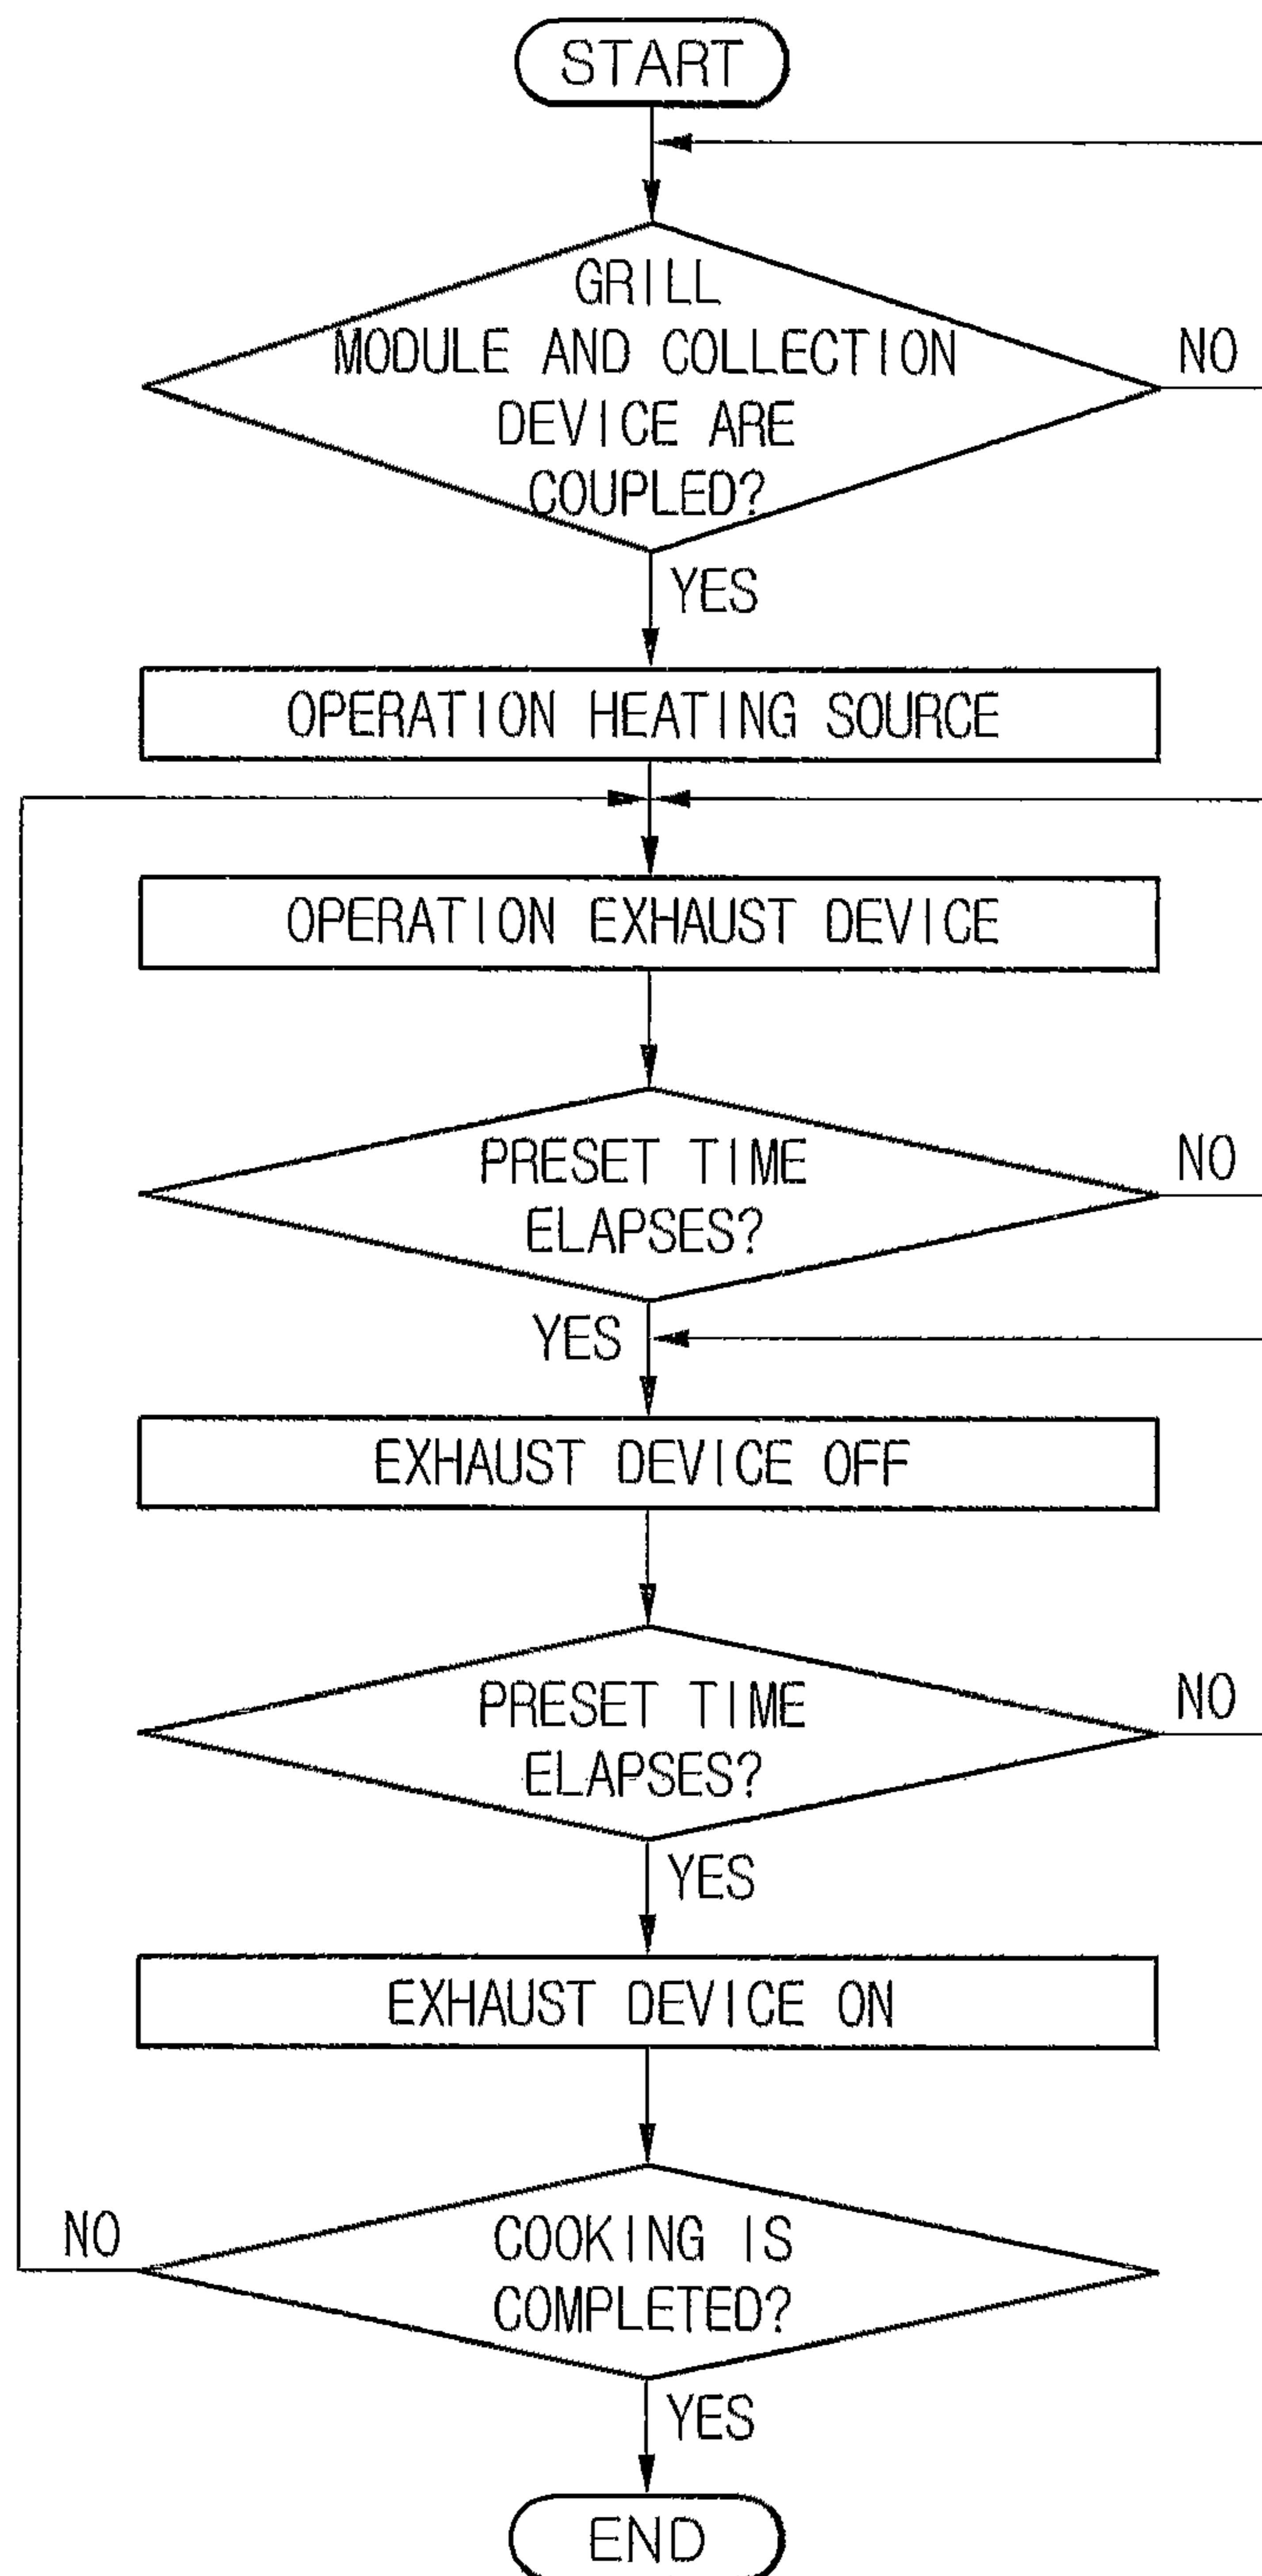 START
GRILL
MODULE AND COLLECTION
DEVICE ARE
COUPLED?
NO
YES
OPERATION HEATING SOURCE
OPERATION EXHAUST DEVICE
PRESET TIME
ELAPSES?
NO
YES
EXHAUST DEVICE OFF
PRESET TIME
ELAPSES?
NO
YES
EXHAUST DEVICE ON
COOKING IS
COMPLETED?
NO
YES
END